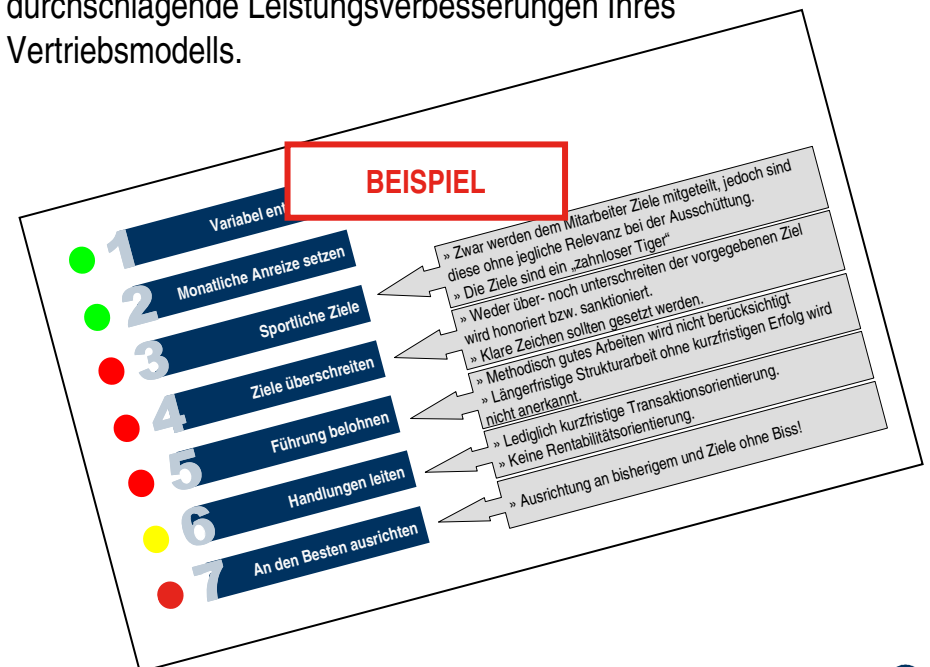 durchschlagende Leistungsverbesserungen Ihres
Vertriebsmodells.
BEISPIEL
1
Variabel
2
Monatliche Anreize setzen
3
Sportliche Ziele
4
Ziele überschreiten
5
Führung belohnen
6
Handlungen leiten
7
An den Besten ausrichten
» Zwar werden dem Mitarbeiter Ziele mitgeteilt, jedoch sind
diese ohne jegliche Relevanz bei der Ausschüttung.
» Die Ziele sind ein „zahnloser Tiger“
» Weder über- noch unterschreiten der vorgegebenen Ziel
wird honoriert bzw. sanktioniert.
» Klare Zeichen sollten gesetzt werden.
» Methodisch gutes Arbeiten wird nicht berücksichtigt
» Längerfristige Strukturarbeit ohne kurzfristigen Erfolg wird
nicht anerkannt.
» Lediglich kurzfristige Transaktionsorientierung.
» Keine Rentabilitätsorientierung.
» Ausrichtung an bisherigem und Ziele ohne Biss!